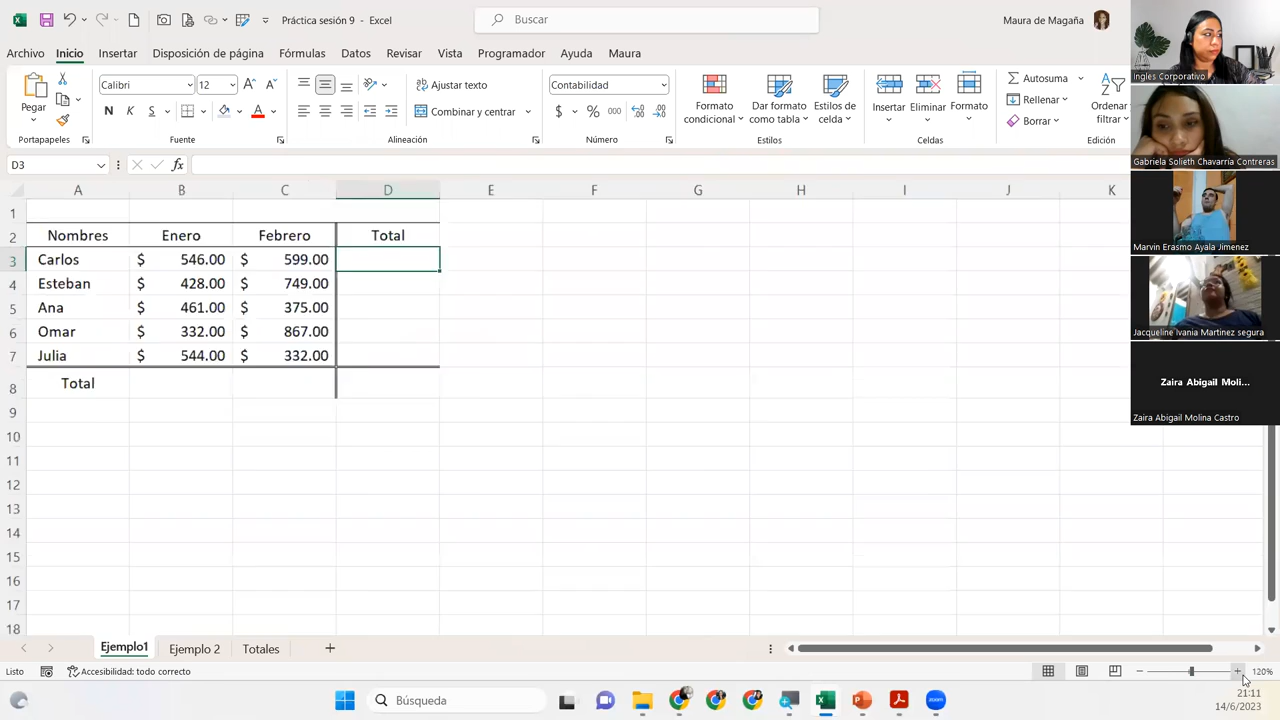 Práctica sesión 9 - Excel
Buscar
Maura de Magaña
Archivo Inicio Insertar Disposición de página Fórmulas Datos Revisar Vista Programador Ayuda Maura
Pegar
Calibri 12
N K S
Ajustar
Combinar y centrar
Contabilidad
$ % 000
Formato condicional
Dar formato como tabla
Estilos de celda
Insertar Eliminar Formato
Autosuma
Rellenar
Borrar
Ordenar filtrar
Portapapeles Fuente Alineación Número Estilos Celdas Edición
D3 fx
A B C D E F G H I J K
1
2 Nombres Enero Febrero Total
3 Carlos $ 546.00 $ 599.00
4 Esteban $ 428.00 $ 749.00
5 Ana $ 461.00 $ 375.00
6 Omar $ 332.00 $ 867.00
7 Julia $ 544.00 $ 332.00
8 Total
9
10
11
12
13
14
15
16
17
18
Ingles Corporativo
Gabriela Solieth Chavarría Contreras
Marvin Erasmo Ayala Jimenez
Jacqueline Ivania Martinez segura
Zaira Abigail Moli...
Zaira Abigail Molina Castro
Ejemplo1 Ejemplo 2 Totales
Listo Accesibilidad: todo correcto 120%
Búsqueda
21:11
14/6/2023